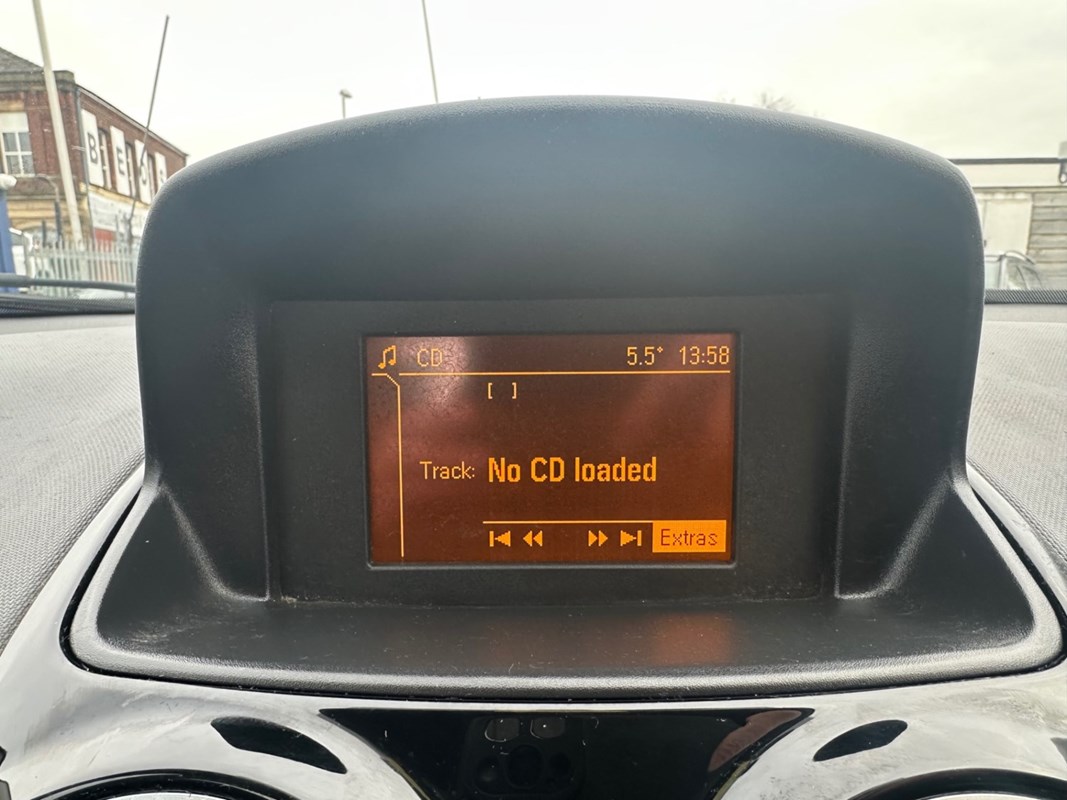 CD
5.5° 13:58
[ ]
Track: No CD loaded
Extras